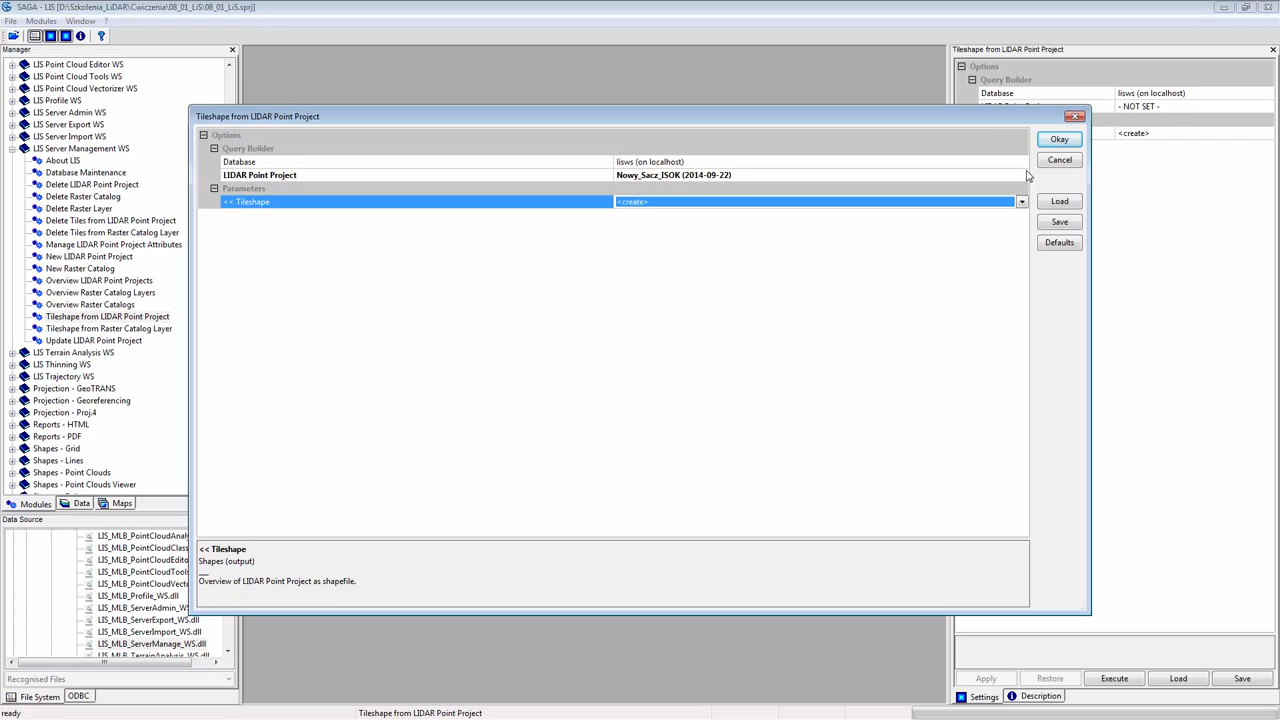 SAGA - LIS [D:\Szkolenia_LiDAR\Cwiczenia\08_01_LiS\08_01_LiS.sprj]
File Modules Window ?
Manager
LIS Point Cloud Editor WS
LIS Point Cloud Tools WS
LIS Point Cloud Vectorizer WS
LIS Profile WS
LIS Server Admin WS
LIS Server Export WS
LIS Server Import WS
LIS Server Management WS
About LIS
Database Maintenance
Delete LIDAR Point Project
Delete Raster Catalog
Delete Raster Layer
Delete Tiles from LIDAR Point Project
Delete Tiles from Raster Catalog Layer
Manage LIDAR Point Project Attributes
New LIDAR Point Project
New Raster Catalog
Overview LIDAR Point Projects
Overview Raster Catalog Layers
Overview Raster Catalogs
Tileshape from LIDAR Point Project
Tileshape from Raster Catalog Layer
Update LIDAR Point Project
LIS Terrain Analysis WS
LIS Thinning WS
LIS Trajectory WS
Projection - GeoTRANS
Projection - Georeferencing
Projection - Proj.4
Reports - HTML
Reports - PDF
Shapes - Grid
Shapes - Lines
Shapes - Point Clouds
Shapes - Point Clouds Viewer
Modules Data Maps
Data Source
LIS_MLB_PointCloudAnal
LIS_MLB_PointCloudClass
LIS_MLB_PointCloudEdito
LIS_MLB_PointCloudTools
LIS_MLB_PointCloudVecto
LIS_MLB_Profile_WS.dll
LIS_MLB_ServerAdmin_WS
LIS_MLB_ServerExport_WS.dll
LIS_MLB_ServerImport_WS.dll
LIS_MLB_ServerManage_WS.dll
LIS_MLB_TerrainAnalysis_WS.dll
Recognised Files
File System ODBC
ready
Tileshape from LIDAR Point Project
Tileshape from LIDAR Point Project
Options
Query Builder
Database lisws (on localhost)
LIDAR Point Project Nowy_Sacz_ISOK (2014-09-22)
Parameters
<< Tileshape <create>
Okay
Cancel
Load
Save
Defaults
<< Tileshape
Shapes (output)
Overview of LIDAR Point Project as shapefile.
Tileshape from LIDAR Point Project
Options
Query Builder
Database lisws (on localhost)
- NOT SET -
<create>
Apply Restore Execute Load Save
Settings Description